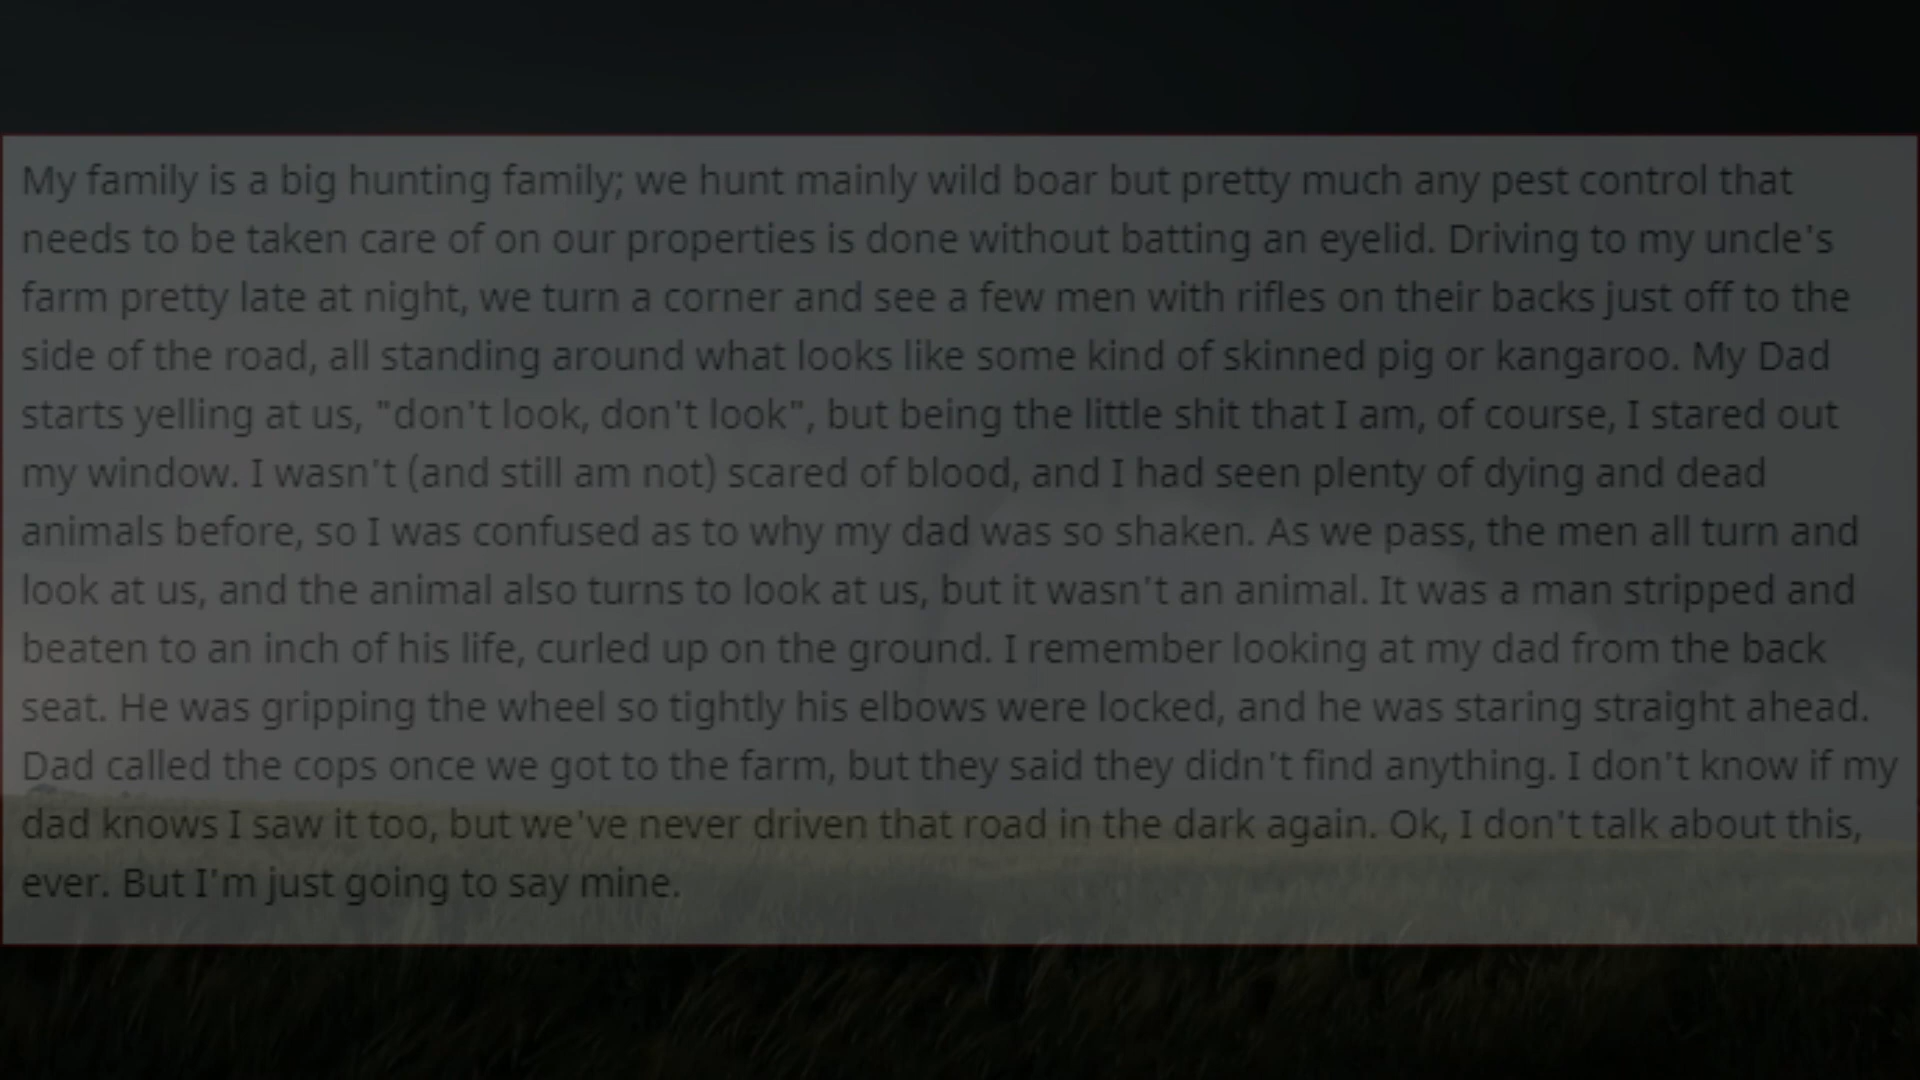 My family is a big hunting family; we hunt mainly wild boar but pretty much any pest control that
needs to be taken care of on our properties is done without batting an eyelid. Driving to my uncle's
farm pretty late at night, we turn a corner and see a few men with rifles on their backs just off to the
side of the road, all standing around what looks like some kind of skinned pig or kangaroo. My Dad
starts yelling at us, "don't look, don't look", but being the little shit that I am, of course, I stared out
my window. I wasn't (and still am not) scared of blood, and I had seen plenty of dying and dead
animals before, so I was confused as to why my dad was so shaken. As we pass, the men all turn and
look at us, and the animal also turns to look at us, but it wasn't an animal. It was a man stripped and
beaten to an inch of his life, curled up on the ground. I remember looking at my dad from the back
seat. He was gripping the wheel so tightly his elbows were locked, and he was staring straight ahead.
Dad called the cops once we got to the farm, but they said they didn't find anything. I don't know if my
dad knows I saw it too, but we've never driven that road in the dark again. Ok, I don't talk about this,
ever. But I'm just going to say mine.